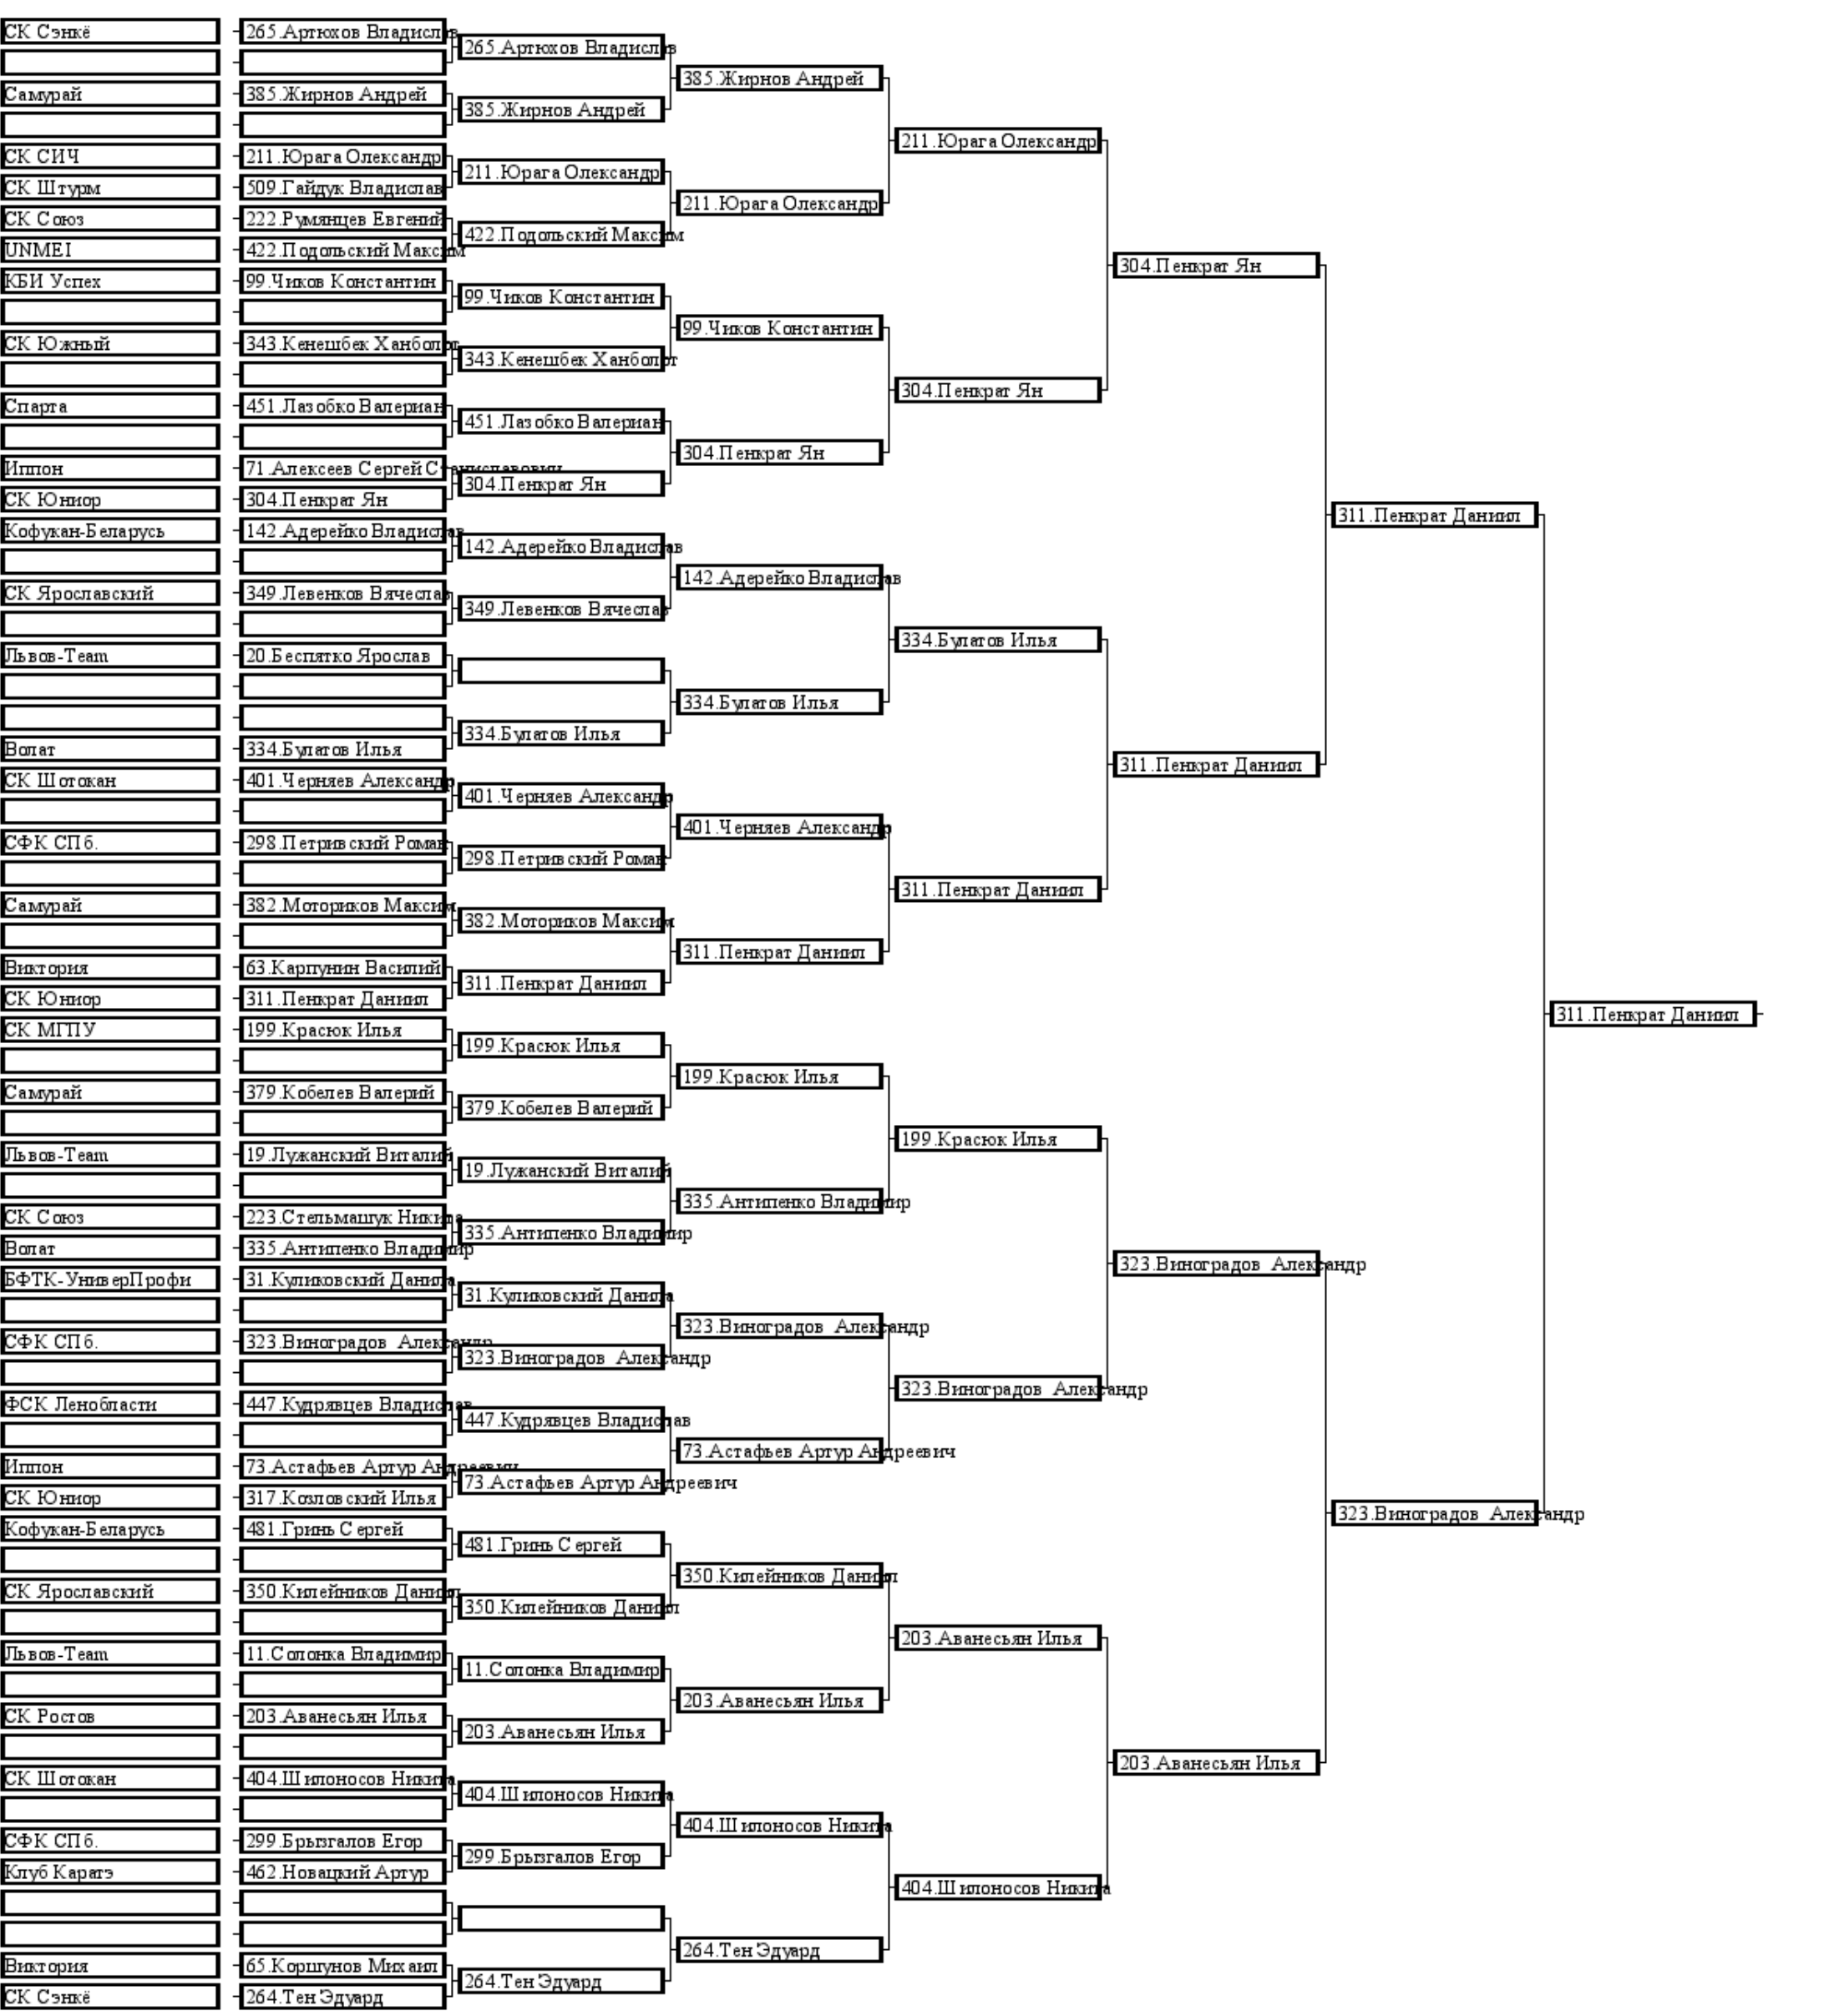 СК Сэнкё
265.Артюхов Владислав
265.Артюхов Владислав
385.Жирнов Андрей
Самурай
385.Жирнов Андрей
385.Жирнов Андрей
211.Юрага Олександр
СК СИЧ
211.Юрага Олександр
211.Юрага Олександр
СК Штурм
509.Гайдук Владислав
211.Юрага Олександр
СК Союз
222.Румянцев Евгений
422.Подольский Максим
UNMEI
422.Подольский Максим
304.Пенкрат Ян
КБИ Успех
99.Чиков Константин
99.Чиков Константин
99.Чиков Константин
СК Южный
343.Кенешбек Ханболот
343.Кенешбек Ханболот
304.Пенкрат Ян
Спарта
451.Лазобко Валериан
451.Лазобко Валериан
304.Пенкрат Ян
Иппон
71.Алексеев Сергей Станиславович
304.Пенкрат Ян
СК Юниор
304.Пенкрат Ян
311.Пенкрат Даниил
Кофукан-Беларусь
142.Адерейко Владислав
142.Адерейко Владислав
142.Адерейко Владислав
СК Ярославский
349.Левенков Вячеслав
349.Левенков Вячеслав
334.Булатов Илья
Львов-Team
20.Беспятко Ярослав
334.Булатов Илья
334.Булатов Илья
Волат
334.Булатов Илья
311.Пенкрат Даниил
СК Шотокан
401.Черняев Александр
401.Черняев Александр
401.Черняев Александр
СФК СПб.
298.Петривский Роман
298.Петривский Роман
311.Пенкрат Даниил
Самурай
382.Моториков Максим
382.Моториков Максим
311.Пенкрат Даниил
Виктория
63.Карпунин Василий
311.Пенкрат Даниил
СК Юниор
311.Пенкрат Даниил
311.Пенкрат Даниил
СК МГПУ
199.Красюк Илья
199.Красюк Илья
199.Красюк Илья
Самурай
379.Кобелев Валерий
379.Кобелев Валерий
199.Красюк Илья
Львов-Team
19.Лужанский Виталий
19.Лужанский Виталий
335.Антипенко Владимир
СК Союз
223.Стельмашук Никита
335.Антипенко Владимир
Волат
335.Антипенко Владимир
323.Виноградов  Александр
БФТК-УниверПрофи
31.Куликовский Данила
31.Куликовский Данила
323.Виноградов  Александр
СФК СПб.
323.Виноградов  Александр
323.Виноградов  Александр
323.Виноградов  Александр
ФСК Ленобласти
447.Кудрявцев Владислав
447.Кудрявцев Владислав
73.Астафьев Артур Андреевич
Иппон
73.Астафьев Артур Андреевич
73.Астафьев Артур Андреевич
СК Юниор
317.Козловский Илья
323.Виноградов  Александр
Кофукан-Беларусь
481.Гринь Сергей
481.Гринь Сергей
350.Килейников Даниил
СК Ярославский
350.Килейников Даниил
350.Килейников Даниил
203.Аванесьян Илья
Львов-Team
11.Солонка Владимир
11.Солонка Владимир
203.Аванесьян Илья
СК Ростов
203.Аванесьян Илья
203.Аванесьян Илья
203.Аванесьян Илья
СК Шотокан
404.Шилоносов Никита
404.Шилоносов Никита
404.Шилоносов Никита
СФК СПб.
299.Брызгалов Егор
299.Брызгалов Егор
Клуб Каратэ
462.Новацкий Артур
404.Шилоносов Никита
264.Тен Эдуард
Виктория
65.Коршунов Михаил
264.Тен Эдуард
СК Сэнкё
264.Тен Эдуард